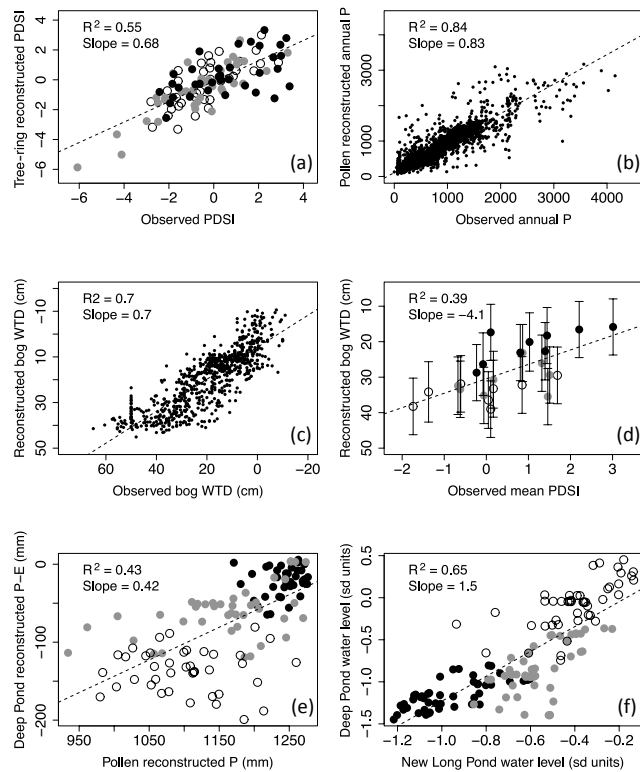 R² = 0.55
Slope = 0.68
Tree-ring reconstructed PDSI
2
0
-2
-4
-6
(a)
-6
-4
-2
0
2
4
Observed PDSI
R² = 0.84
Slope = 0.83
Pollen reconstructed annual P
3000
1000
0
(b)
0
1000
2000
3000
4000
Observed annual P
R2 = 0.7
Slope = 0.7
Reconstructed bog WTD (cm)
-10
10
30
50
(c)
60
40
20
0
-20
Observed bog WTD (cm)
R² = 0.39
Slope = -4.1
Reconstructed bog WTD (cm)
10
20
30
40
50
(d)
-2
-1
0
1
2
3
Observed mean PDSI
R² = 0.43
Slope = 0.42
Deep Pond reconstructed P-E (mm)
0
-50
-100
-200
(e)
950
1050
1150
1250
Pollen reconstructed P (mm)
R² = 0.65
Slope = 1.5
Deep Pond water level (sd units)
0.5
0.0
-0.5
-1.0
-1.5
(f)
-1.2
-1.0
-0.8
-0.6
-0.4
-0.2
New Long Pond water level (sd units)